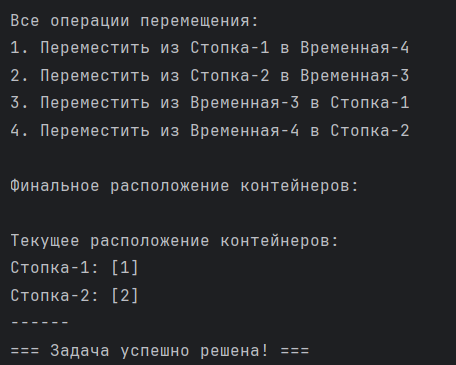 Все операции перемещения:
1. Переместить из Стопка-1 в Временная-4
2. Переместить из Стопка-2 в Временная-3
3. Переместить из Временная-3 в Стопка-1
4. Переместить из Временная-4 в Стопка-2
Финальное расположение контейнеров:
Текущее расположение контейнеров:
Стопка-1: [1]
Стопка-2: [2]
------
=== Задача успешно решена! ===